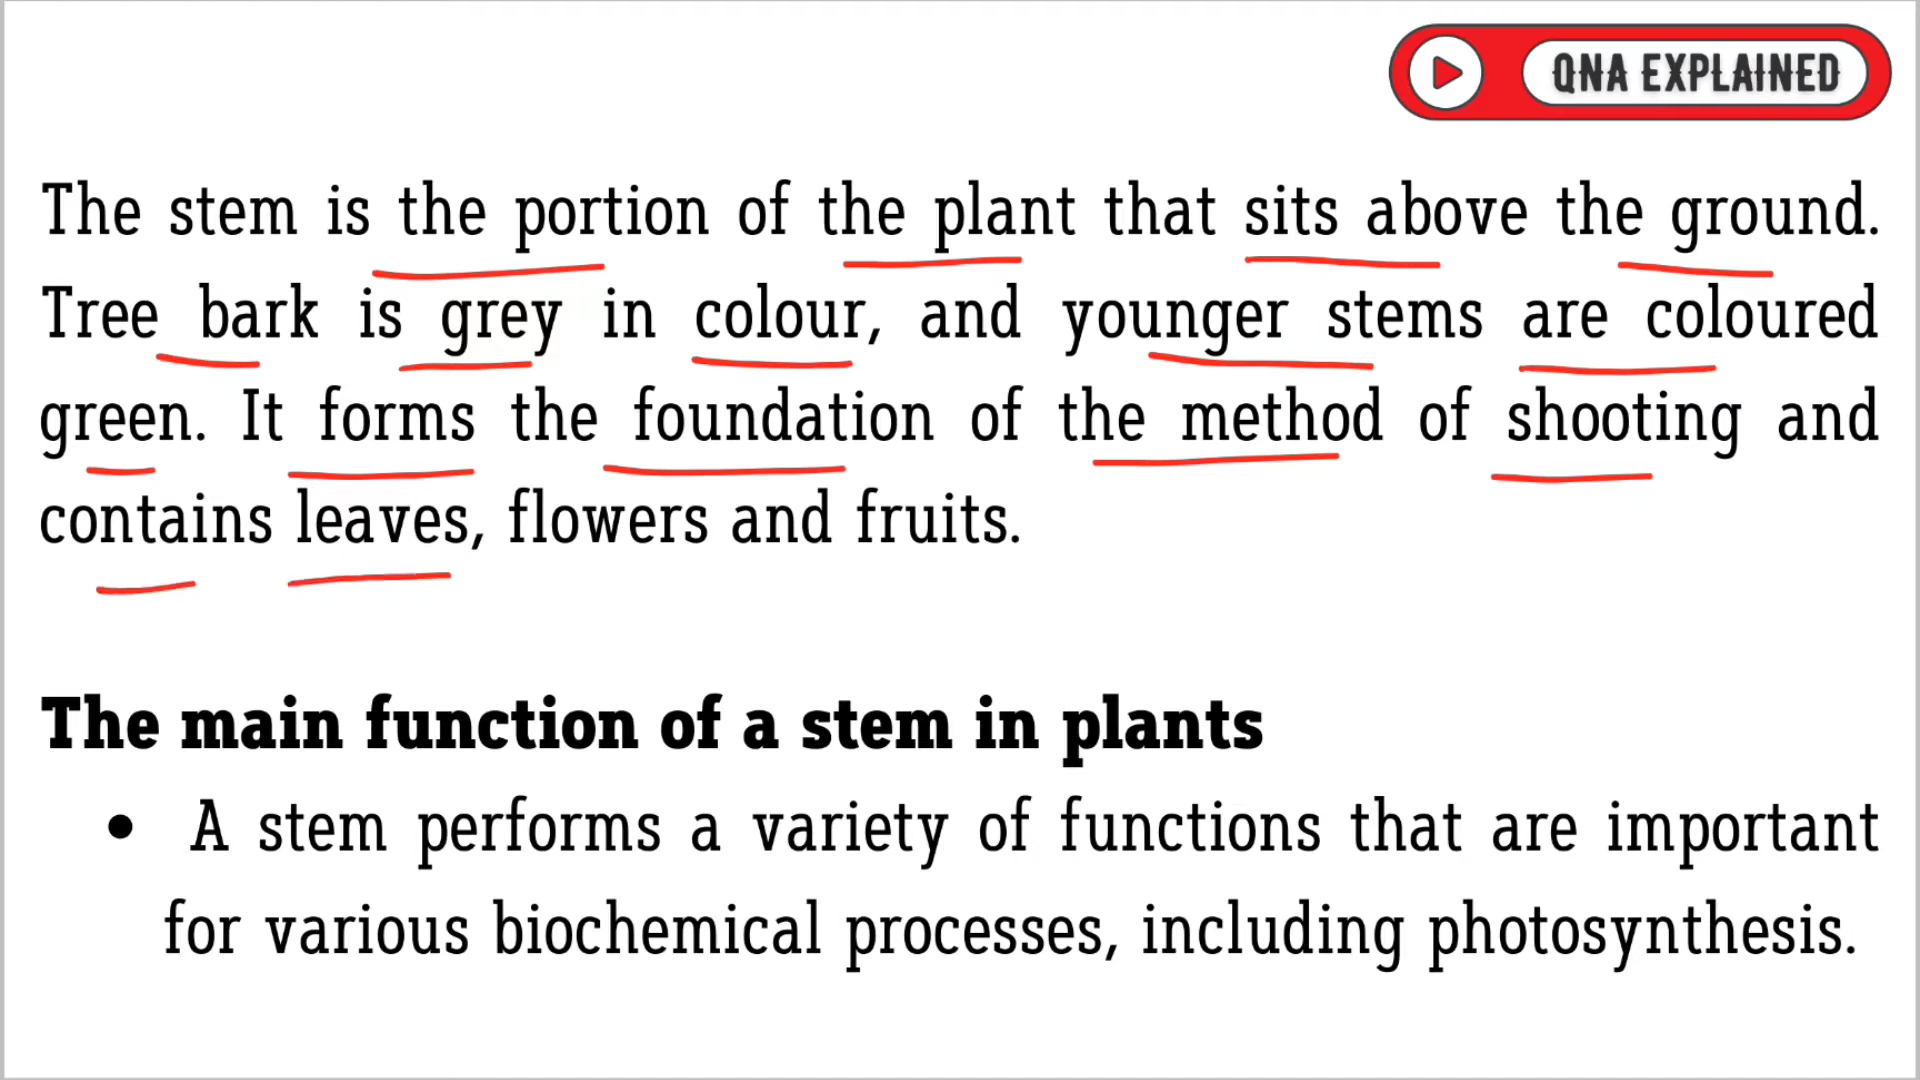 QNA EXPLAINED
The stem is the portion of the plant that sits above the ground.
Tree bark is grey in colour, and younger stems are coloured
green. It forms the foundation of the method of shooting and
contains leaves, flowers and fruits.
The main function of a stem in plants
• A stem performs a variety of functions that are important
for various biochemical processes, including photosynthesis.